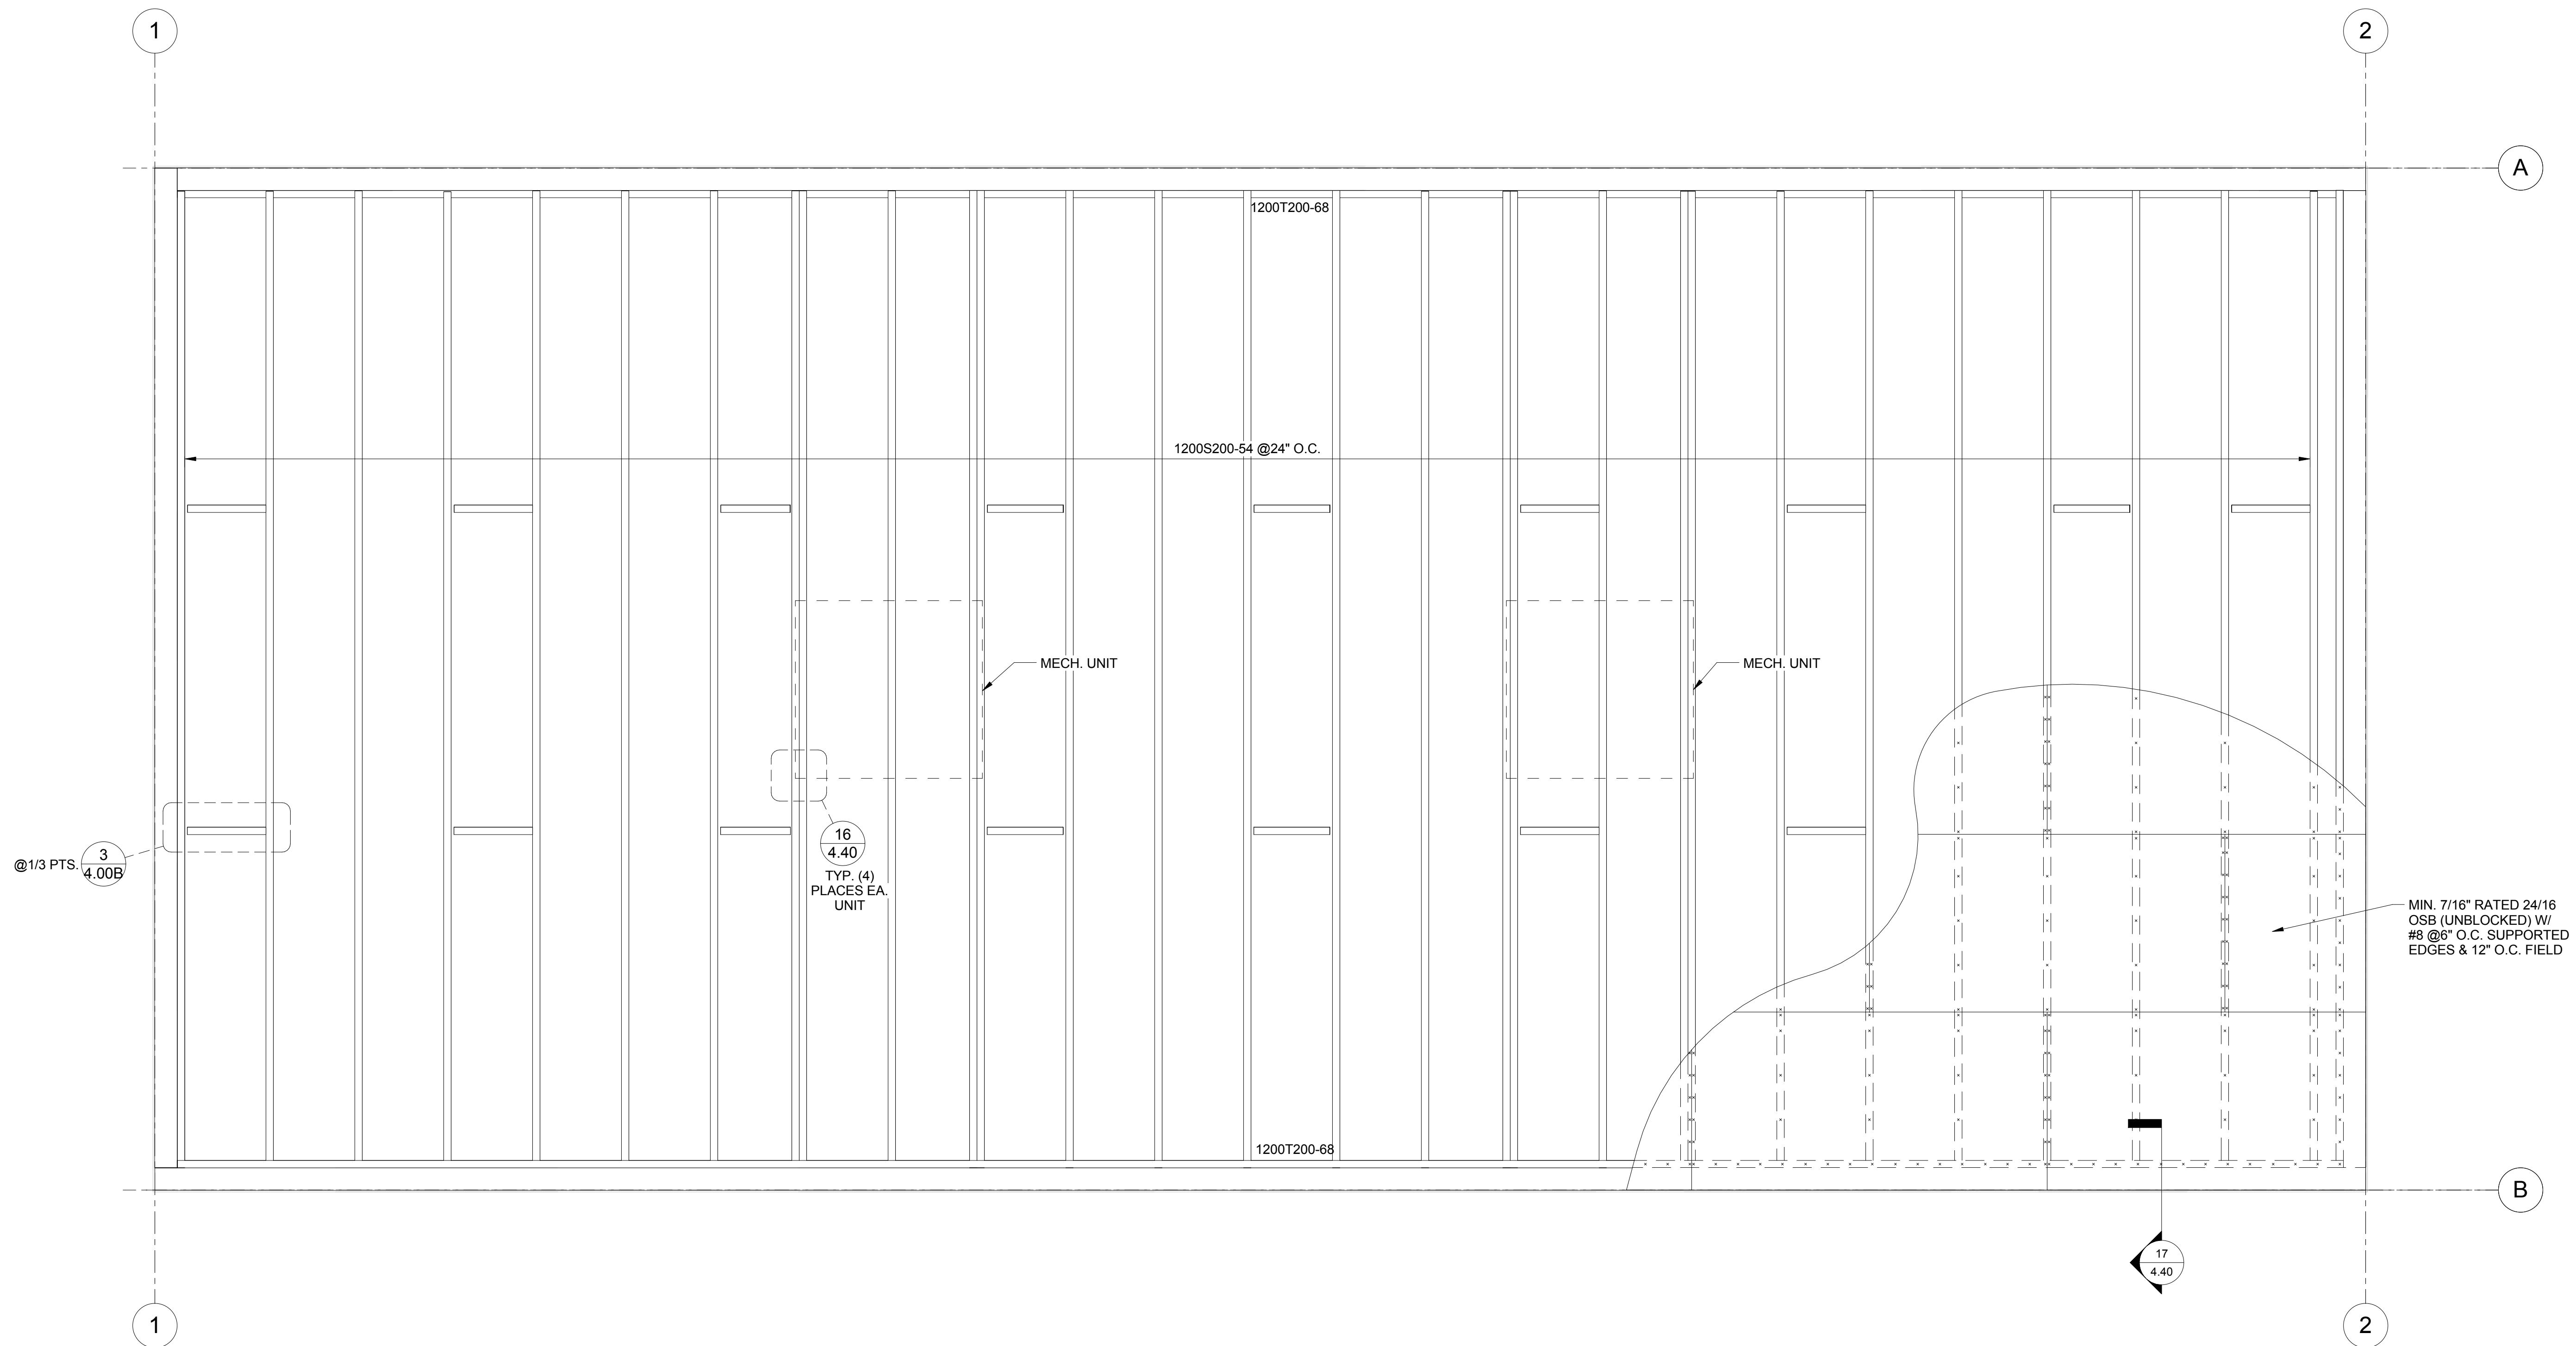 1
2
A
1200T200-68
1200S200-54 @24" O.C.
MECH. UNIT
MECH. UNIT
16
4.40
TYP. (4)
PLACES EA.
UNIT
@1/3 PTS.
3
4.00B
MIN. 7/16" RATED 24/16
OSB (UNBLOCKED) W/
#8 @6" O.C. SUPPORTED
EDGES & 12" O.C. FIELD
1200T200-68
B
17
4.40
1
2